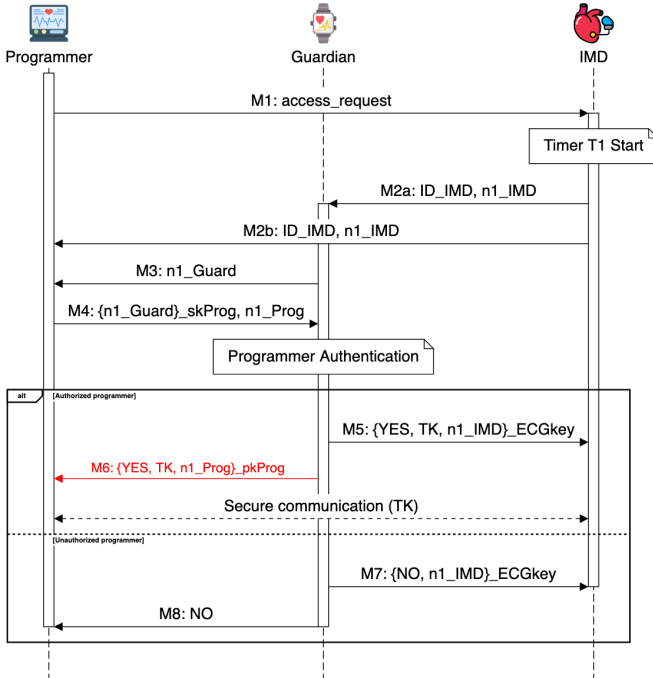 Programmer Guardian IMD
M1: access_request
Timer T1 Start
M2a: ID_IMD, n1_IMD
M2b: ID_IMD, n1_IMD
M3: n1_Guard
M4: {n1_Guard}_skProg, n1_Prog
Programmer Authentication
alt [Authorized programmer]
M5: {YES, TK, n1_IMD}_ECGkey
M6: {YES, TK, n1_Prog}_pkProg
Secure communication (TK)
[Unauthorized programmer]
M7: {NO, n1_IMD}_ECGkey
M8: NO